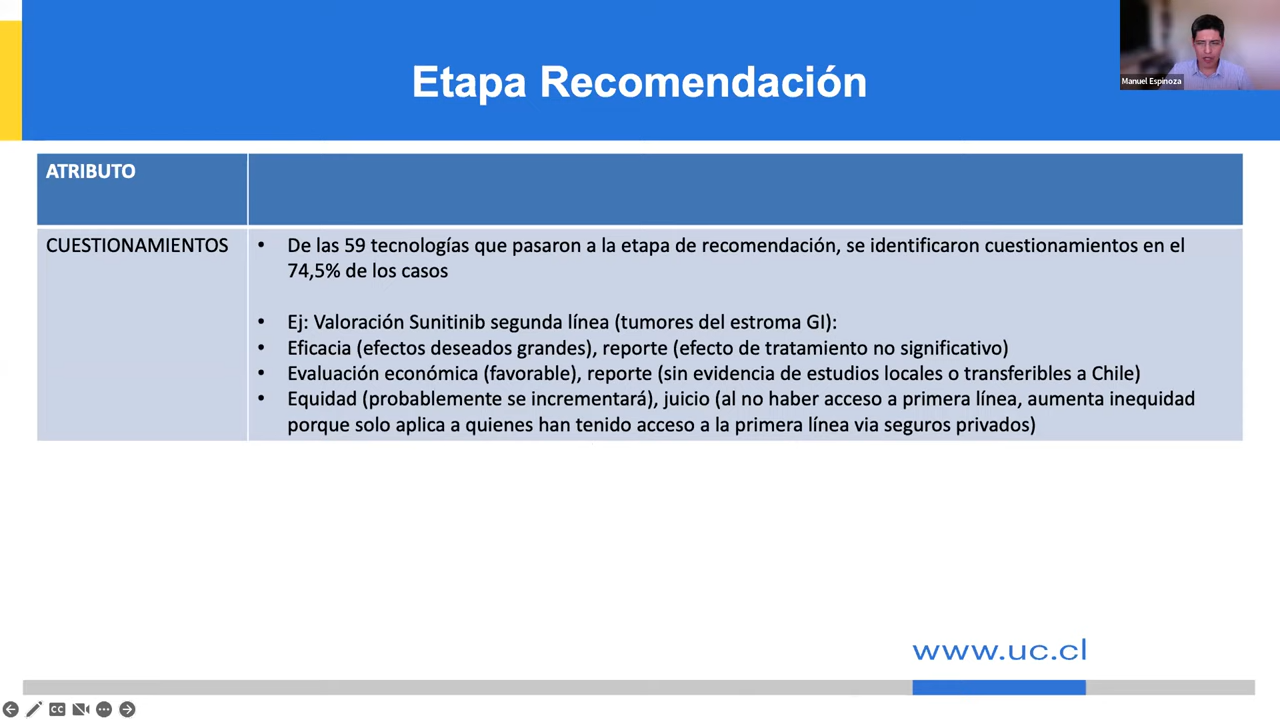 Manuel Espinoza
Etapa Recomendación
ATRIBUTO
CUESTIONAMIENTOS
• De las 59 tecnologías que pasaron a la etapa de recomendación, se identificaron cuestionamientos en el
74,5% de los casos
• Ej: Valoración Sunitinib segunda línea (tumores del estroma GI):
• Eficacia (efectos deseados grandes), reporte (efecto de tratamiento no significativo)
• Evaluación económica (favorable), reporte (sin evidencia de estudios locales o transferibles a Chile)
• Equidad (probablemente se incrementará), juicio (al no haber acceso a primera línea, aumenta inequidad
porque solo aplica a quienes han tenido acceso a la primera línea via seguros privados)
www.uc.cl
CC